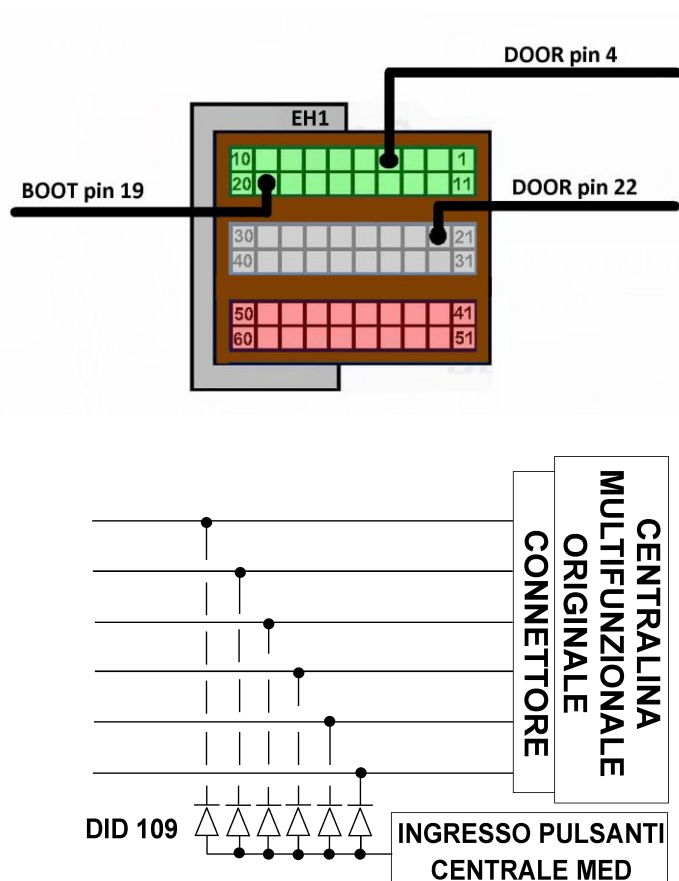 DOOR pin 4
EH1
10 1
20 11
BOOT pin 19
DOOR pin 22
30 21
40 31
50 41
60 51
CONNETTORE
CENTRALINA
MULTIFUNZIONALE
ORIGINALE
DID 109
INGRESSO PULSANTI
CENTRALE MED